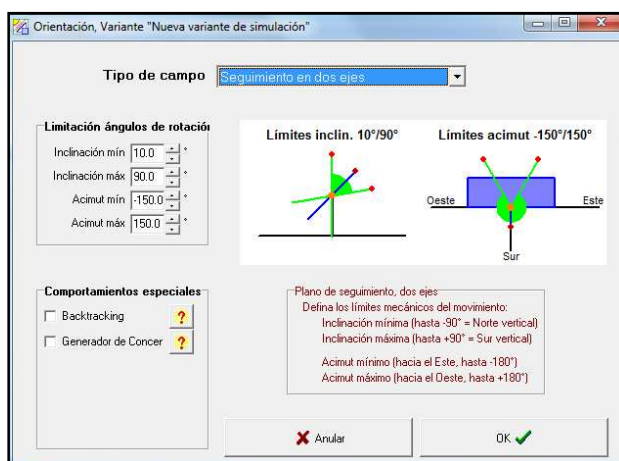 Orientación, Variante "Nueva variante de simulación"
Tipo de campo
Seguimiento en dos ejes
Limitación ángulos de rotación
Inclinación mín 10.0 °
Inclinación máx 90.0 °
Acimut mín -150.0 °
Acimut máx 150.0 °
Límites inclin. 10°/90°
Límites acimut -150°/150°
Oeste
Este
Sur
Comportamientos especiales
Backtracking ?
Generador de Concer ?
Plano de seguimiento, dos ejes
Defina los límites mecánicos del movimiento:
Inclinación mínima (hasta -90° = Norte vertical)
Inclinación máxima (hasta +90° = Sur vertical)
Acimut mínimo (hacia el Este, hasta -180°)
Acimut máximo (hacia el Oeste, hasta +180°)
Anular
OK